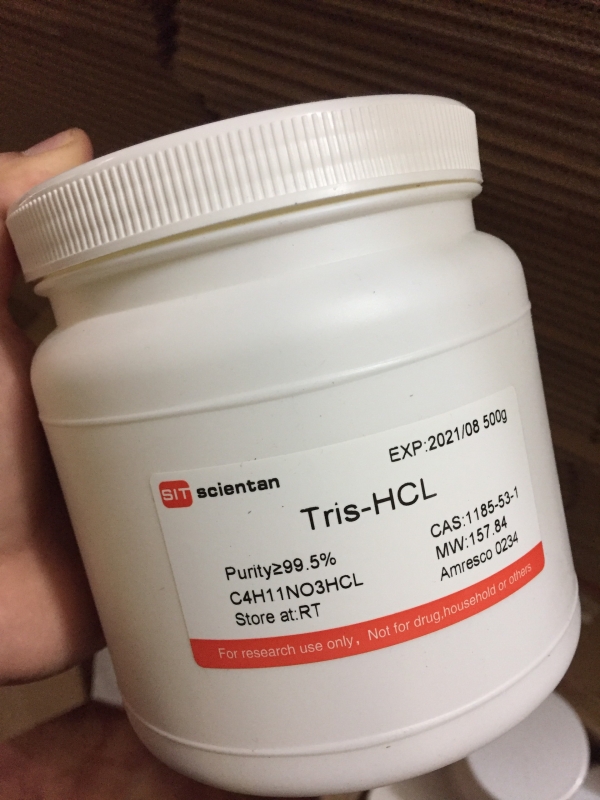 EXP:2021/08 500g
SIT scientan
Tris-HCL
Purity≥99.5%
C4H11NO3HCL
Store at:RT
CAS:1185-53-1
MW:157.84
Amresco 0234
For research use only，Not for drug,household or others